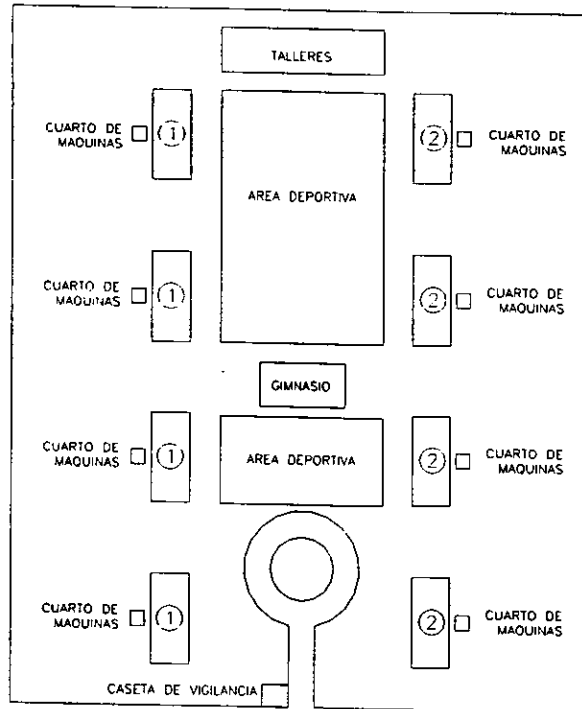 TALLERES
CUARTO DE
MAQUINAS
1
2
CUARTO DE
MAQUINAS
AREA DEPORTIVA
CUARTO DE
MAQUINAS
1
2
CUARTO DE
MAQUINAS
GIMNASIO
CUARTO DE
MAQUINAS
1
AREA DEPORTIVA
2
CUARTO DE
MAQUINAS
CUARTO DE
MAQUINAS
1
2
CUARTO DE
MAQUINAS
CASETA DE VIGILANCIA